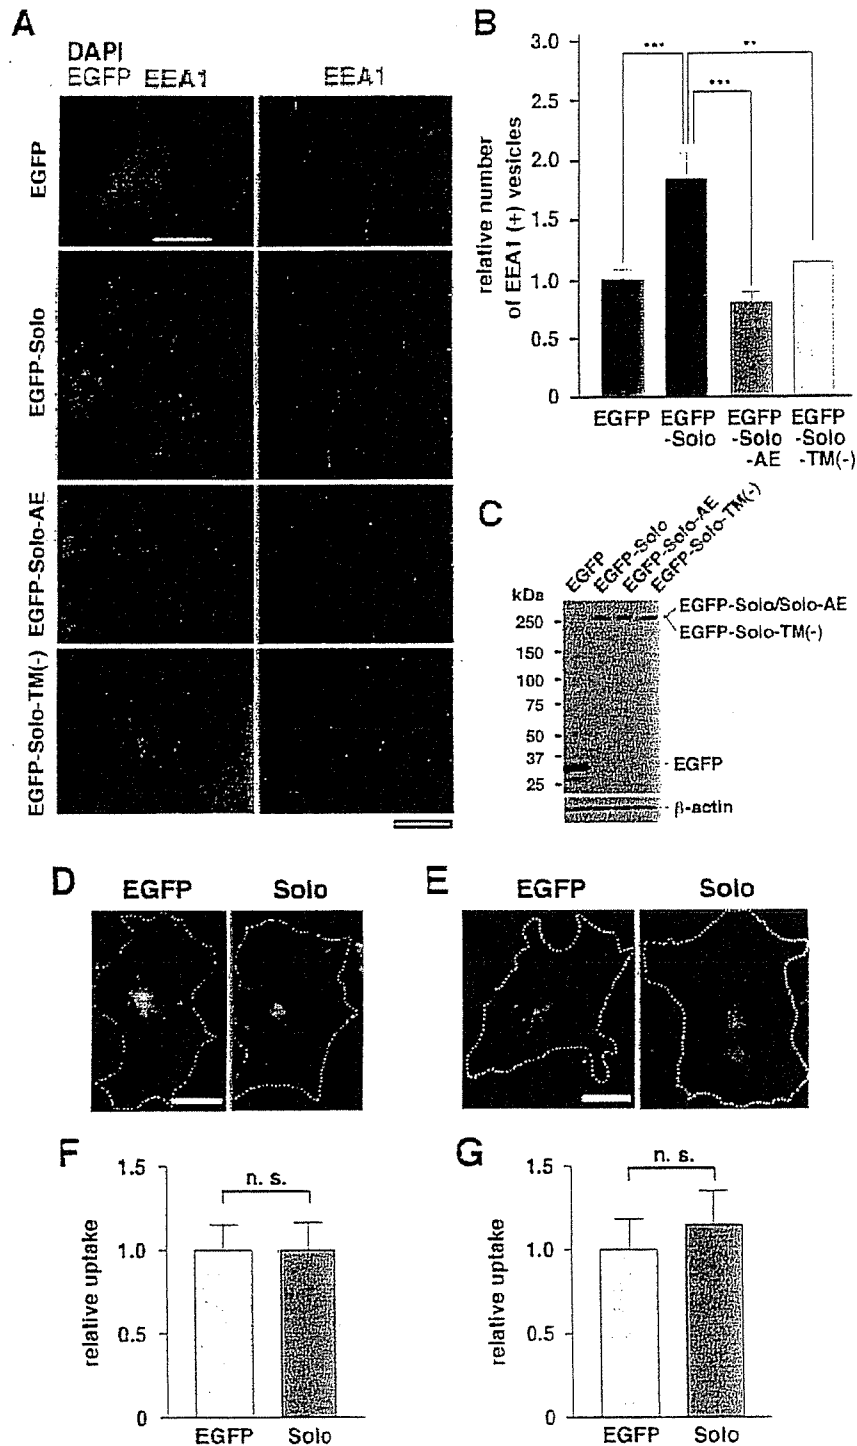 A
DAPI
EGFP EEA1
EEA1
EGFP
EGFP-Solo
EGFP-Solo-AE
EGFP-Solo-TM(-)
B
relative number
of EEA1 (+) vesicles
3.0
2.5
2.0
1.5
1.0
0.5
0
***
**
***
EGFP
EGFP
-Solo
EGFP
-Solo
-AE
EGFP
-Solo
-TM(-)
C
EGFP
EGFP-Solo
EGFP-Solo-AE
EGFP-Solo-TM(-)
kDa
250
150
100
75
50
37
25
EGFP-Solo/Solo-AE
EGFP-Solo-TM(-)
EGFP
β-actin
D
EGFP
Solo
E
EGFP
Solo
F
relative uptake
1.5
1.0
0.5
0
n. s.
EGFP
Solo
G
relative uptake
1.5
1.0
0.5
0
n. s.
EGFP
Solo